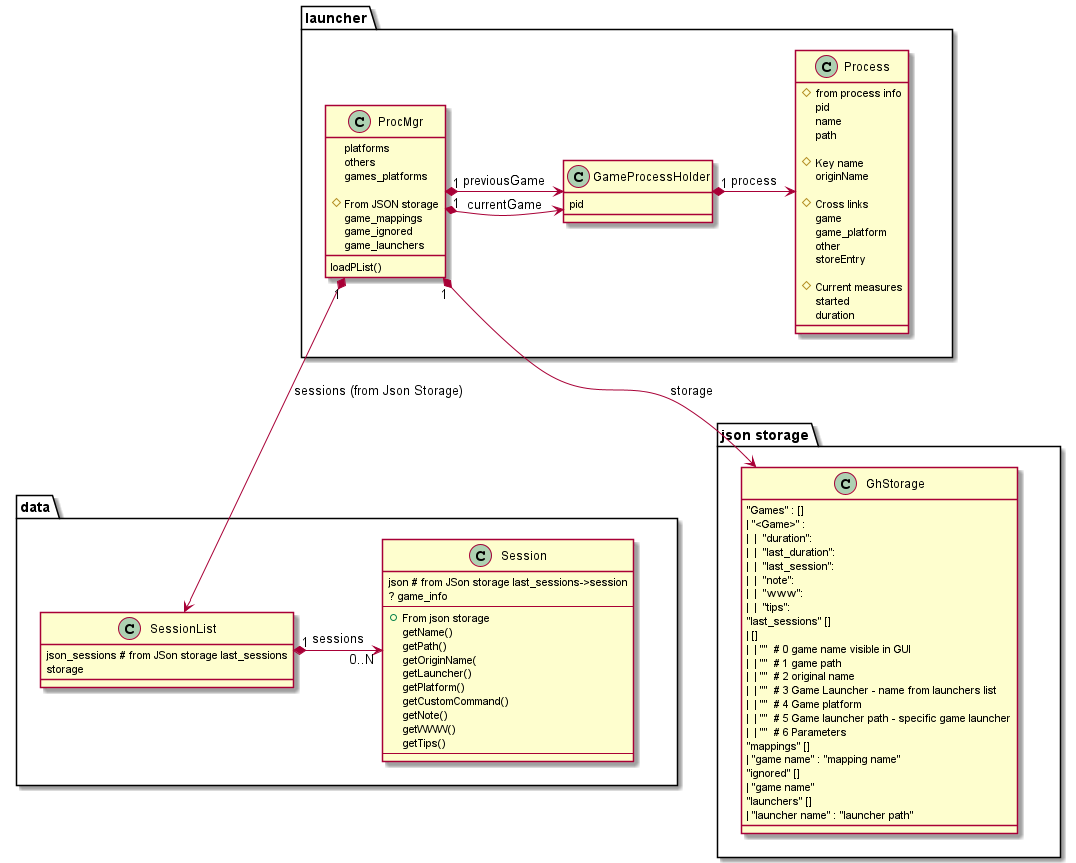 launcher
C Process
from process info
pid
name
path
Key name
originName
Cross links
game
game_platform
other
storeEntry
Current measures
started
duration
C ProcMgr
platforms
others
games_platforms
From JSON storage
game_mappings
game_ignored
game_launchers
loadPList()
1 previousGame
1 currentGame
C GameProcessHolder
pid
1 process
1
1
sessions (from Json Storage)
storage
json storage
C GhStorage
"Games" : []
| "<Game>" :
| | "duration":
| | "last_duration":
| | "last_session":
| | "note":
| | "www":
| | "tips":
"last_sessions" []
| []
| | "" # 0 game name visible in GUI
| | "" # 1 game path
| | "" # 2 original name
| | "" # 3 Game Launcher - name from launchers list
| | "" # 4 Game platform
| | "" # 5 Game launcher path - specific game launcher
| | "" # 6 Parameters
"mappings" []
| "game name" : "mapping name"
"ignored" []
| "game name"
"launchers" []
| "launcher name" : "launcher path"
data
C SessionList
json_sessions # from JSon storage last_sessions
storage
1 sessions
0..N
C Session
json # from JSon storage last_sessions->session
? game_info
From json storage
getName()
getPath()
getOriginName(
getLauncher()
getPlatform()
getCustomCommand()
getNote()
getWWW()
getTips()